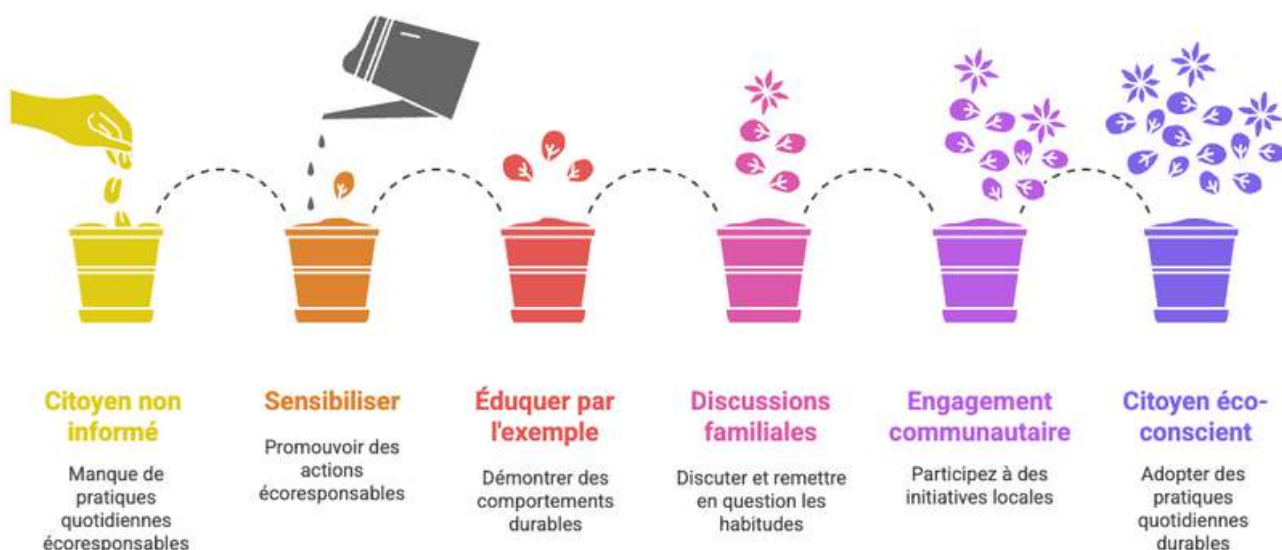 Citoyen non
informé
Manque de
pratiques
quotidiennes
écoresponsables
Sensibiliser
Promouvoir des
actions
écoresponsables
Éduquer par
l'exemple
Démontrer des
comportements
durables
Discussions
familiales
Discuter et remettre
en question les
habitudes
Engagement
communautaire
Participez à des
initiatives locales
Citoyen éco-
conscient
Adopter des
pratiques
quotidiennes
durables